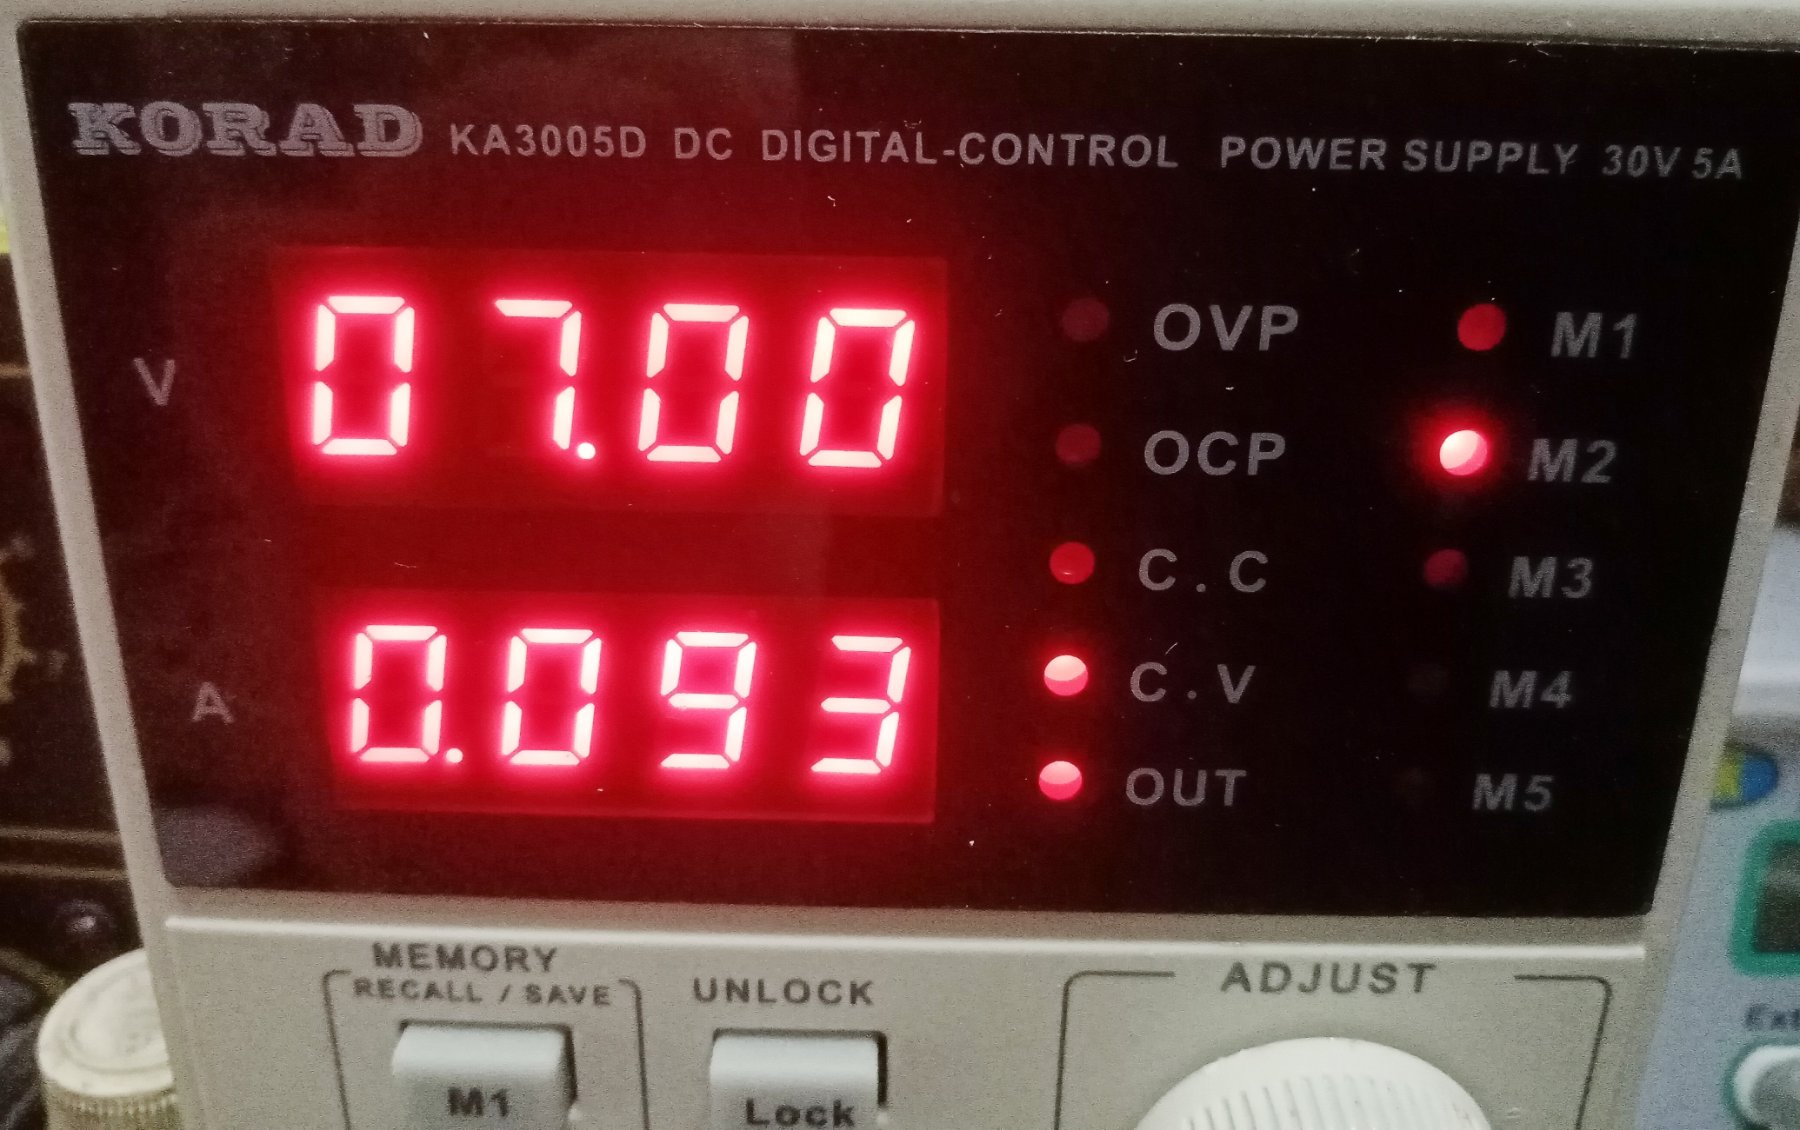 KORAD KA3005D DC DIGITAL-CONTROL POWER SUPPLY 30V 5A
V 07.00
A 0.093
OVP M1
OCP M2
C.C M3
C.V M4
OUT M5
MEMORY
RECALL / SAVE
UNLOCK
ADJUST
M1
Lock